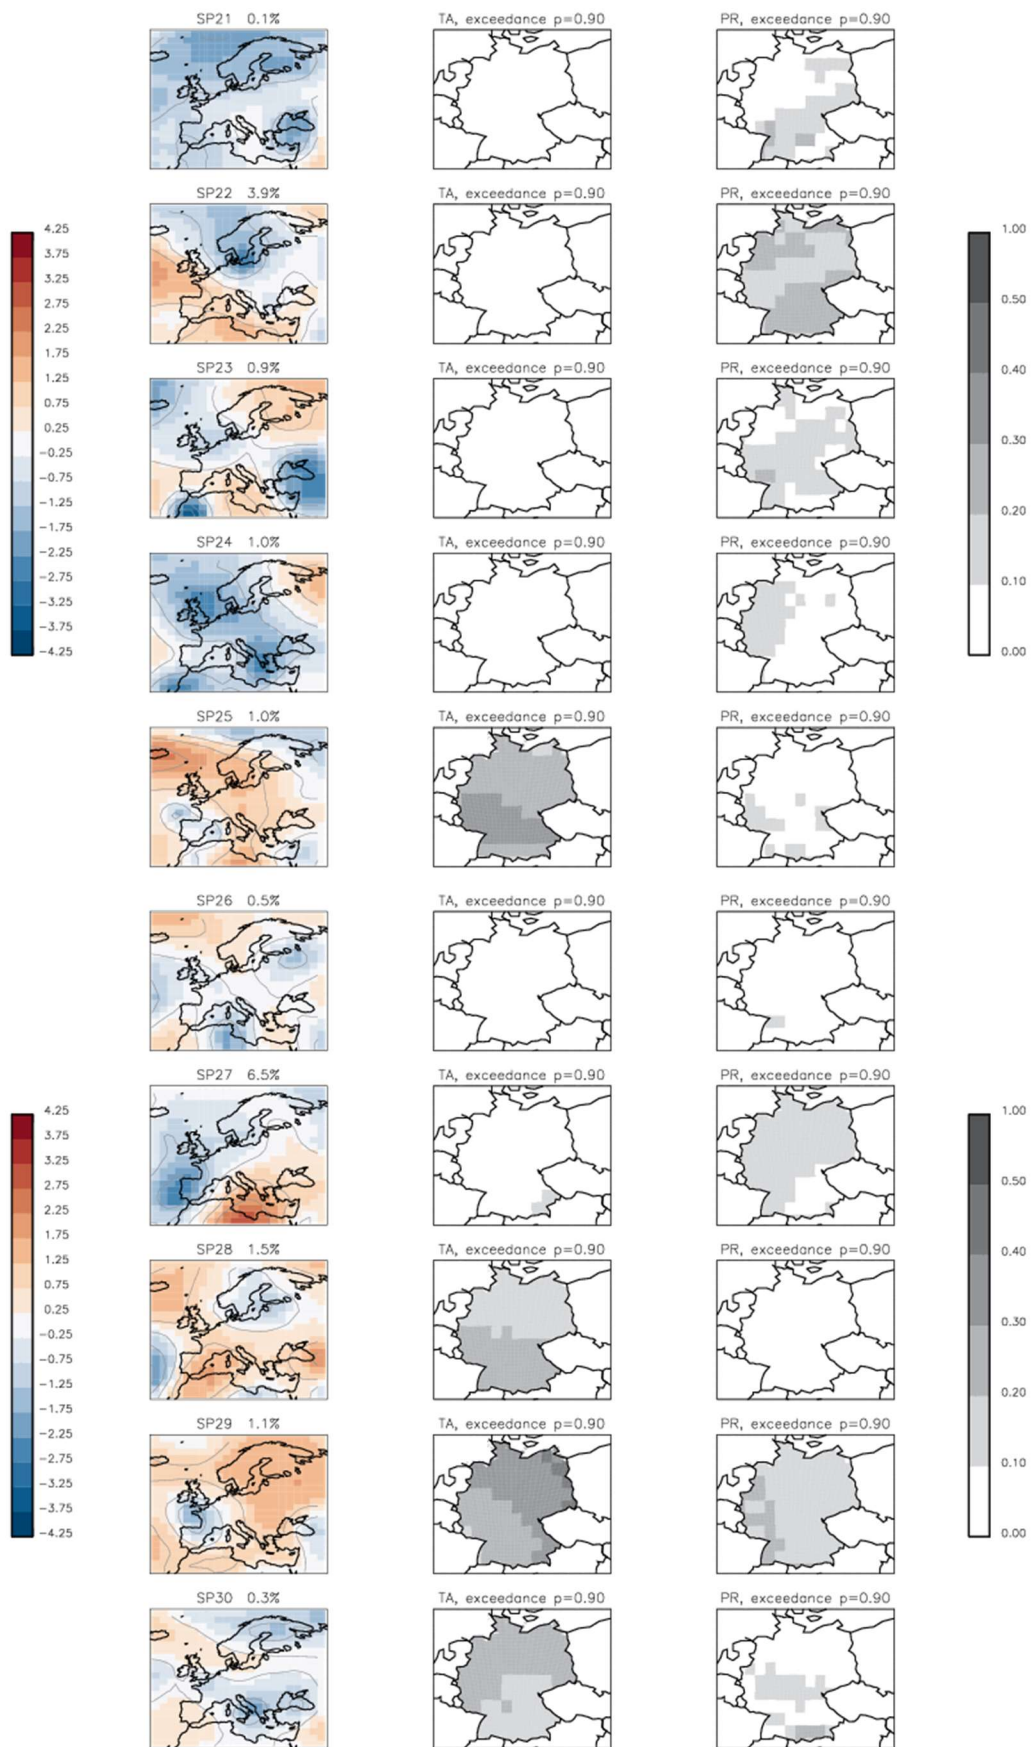 SP21 0.1%
TA, exceedance p=0.90
PR, exceedance p=0.90
SP22 3.9%
TA, exceedance p=0.90
PR, exceedance p=0.90
4.25
3.75
3.25
2.75
2.25
1.75
1.25
0.75
0.25
−0.25
−0.75
−1.25
−1.75
−2.25
−2.75
−3.25
−3.75
−4.25
1.00
0.50
0.40
0.30
0.20
0.10
0.00
SP23 0.9%
TA, exceedance p=0.90
PR, exceedance p=0.90
SP24 1.0%
TA, exceedance p=0.90
PR, exceedance p=0.90
SP25 1.0%
TA, exceedance p=0.90
PR, exceedance p=0.90
SP26 0.5%
TA, exceedance p=0.90
PR, exceedance p=0.90
SP27 6.5%
TA, exceedance p=0.90
PR, exceedance p=0.90
4.25
3.75
3.25
2.75
2.25
1.75
1.25
0.75
0.25
−0.25
−0.75
−1.25
−1.75
−2.25
−2.75
−3.25
−3.75
−4.25
1.00
0.50
0.40
0.30
0.20
0.10
0.00
SP28 1.5%
TA, exceedance p=0.90
PR, exceedance p=0.90
SP29 1.1%
TA, exceedance p=0.90
PR, exceedance p=0.90
SP30 0.3%
TA, exceedance p=0.90
PR, exceedance p=0.90